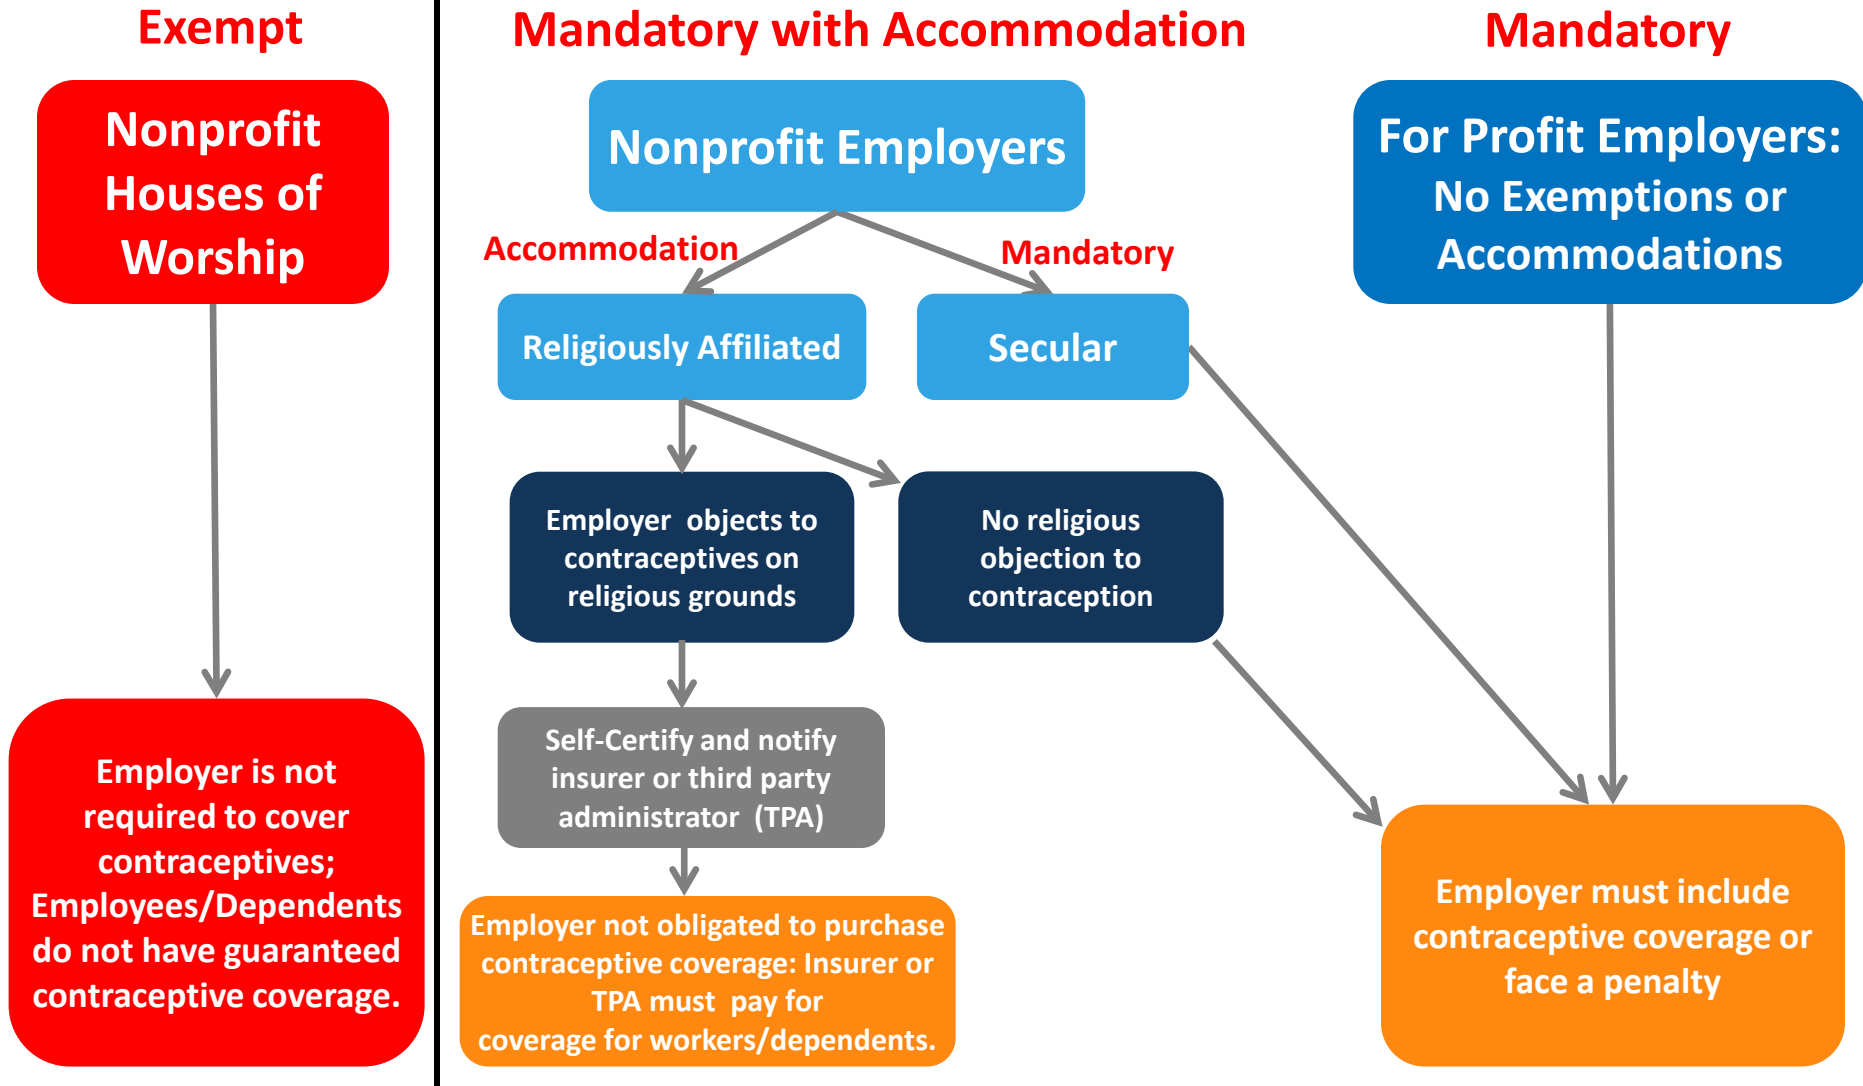 Exempt
Nonprofit
Houses of
Worship
Employer is not
required to cover
contraceptives;
Employees/Dependents
do not have guaranteed
contraceptive coverage.
Mandatory with Accommodation
Nonprofit Employers
Accommodation
Mandatory
Religiously Affiliated
Secular
Employer objects to
contraceptives on
religious grounds
No religious
objection to
contraception
Self-Certify and notify
insurer or third party
administrator (TPA)
Employer not obligated to purchase
contraceptive coverage: Insurer or
TPA must pay for
coverage for workers/dependents.
Mandatory
For Profit Employers:
No Exemptions or
Accommodations
Employer must include
contraceptive coverage or
face a penalty